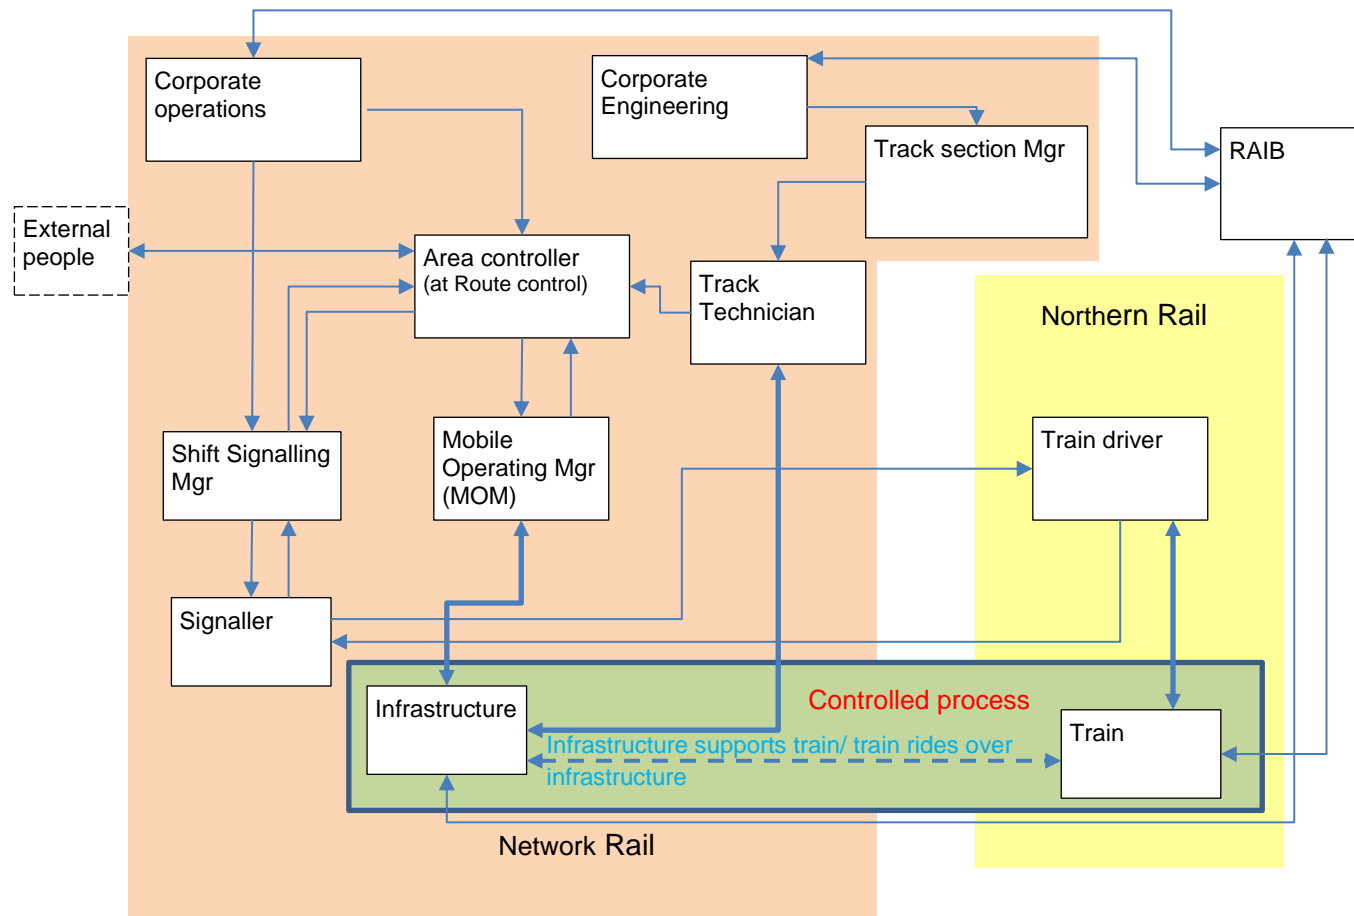 Corporate
operations
Corporate
Engineering
Track section Mgr
RAIB
External
people
Area controller
(at Route control)
Track
Technician
Northern Rail
Shift Signalling
Mgr
Mobile
Operating Mgr
(MOM)
Train driver
Signaller
Controlled process
Infrastructure
Train
Infrastructure supports train/ train rides over
infrastructure
Network Rail